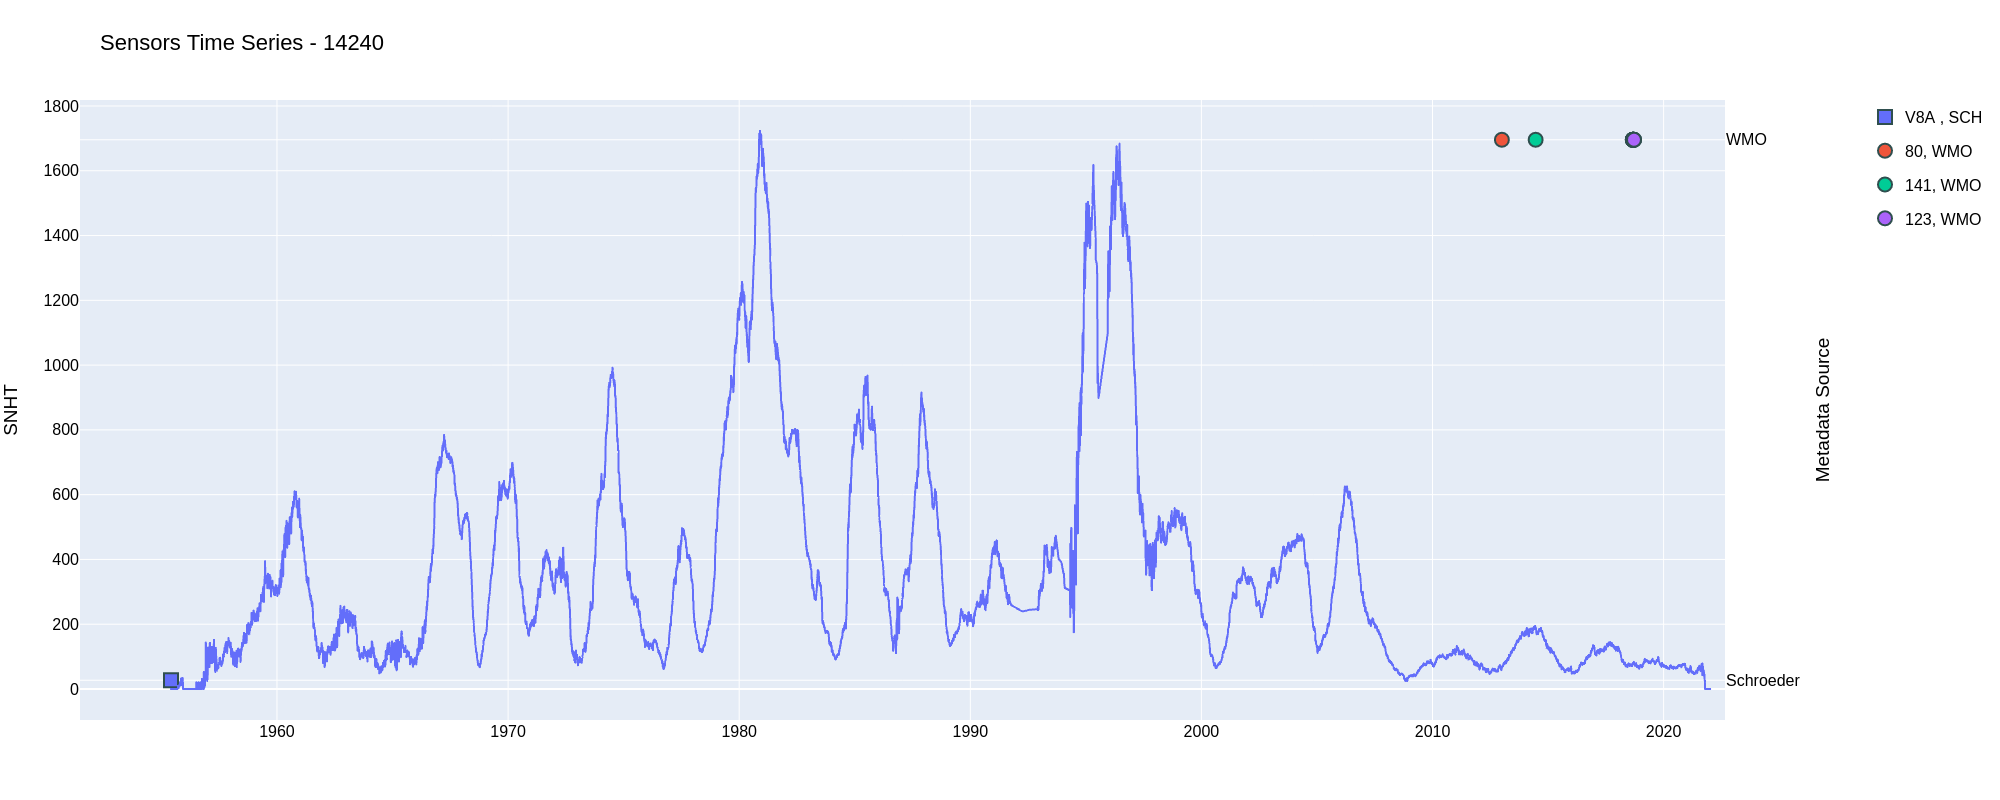 Sensors Time Series - 14240
1800
1600
1400
1200
1000
800
600
400
200
0
SNHT
1960
1970
1980
1990
2000
2010
2020
WMO
Schroeder
Metadata Source
V8A , SCH
80, WMO
141, WMO
123, WMO